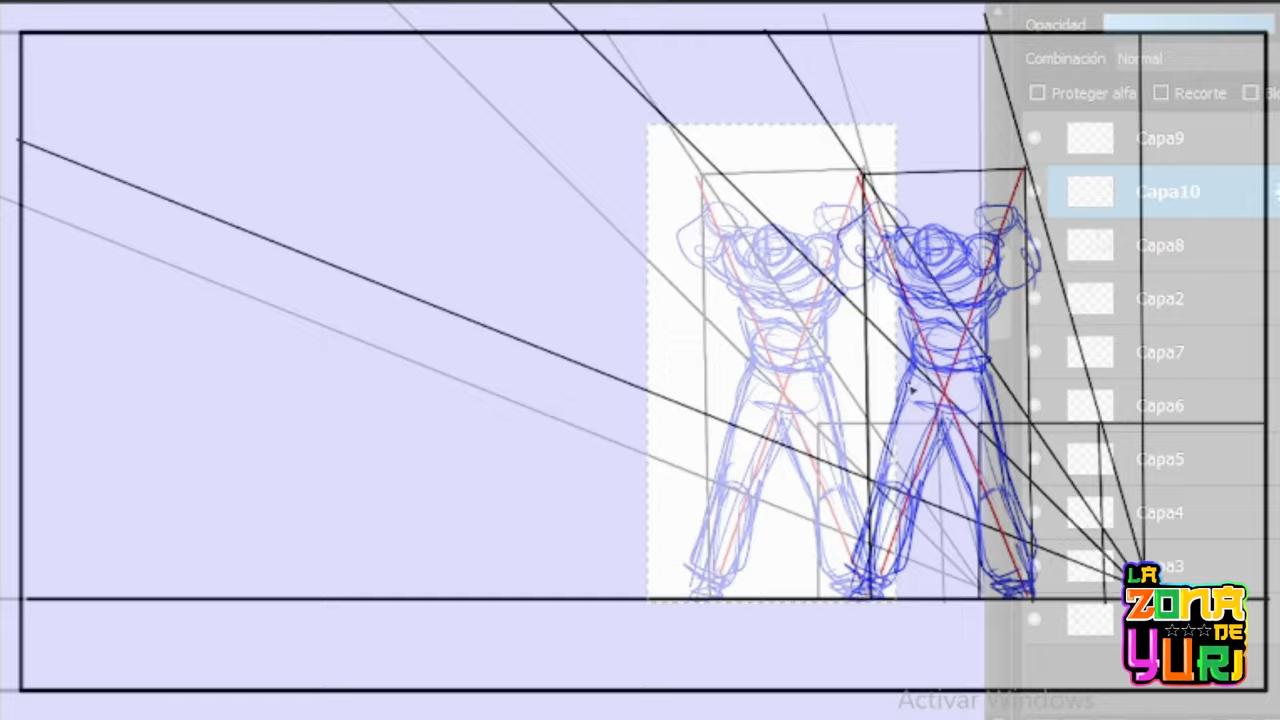 Opacidad
Combinación Normal
Proteger alfa Recorte
Capa9
Capa10
Capa8
Capa2
Capa7
Capa6
Capa5
Capa4
LA
ZONA
DE
YURI
Activar Windows